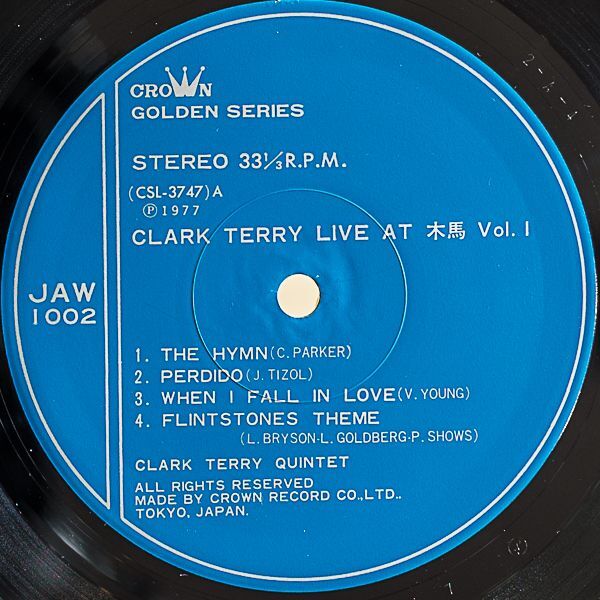 CROWN
GOLDEN SERIES
STEREO 33⅓ R.P.M.
(CSL-3747) A
Ⓟ 1977
CLARK TERRY LIVE AT 木馬 Vol. 1
JAW
1002
1. THE HYMN (C. PARKER)
2. PERDIDO (J. TIZOL)
3. WHEN I FALL IN LOVE (V. YOUNG)
4. FLINTSTONES THEME
(L. BRYSON-L. GOLDBERG-P. SHOWS)
CLARK TERRY QUINTET
ALL RIGHTS RESERVED
MADE BY CROWN RECORD CO.,LTD..
TOKYO, JAPAN.